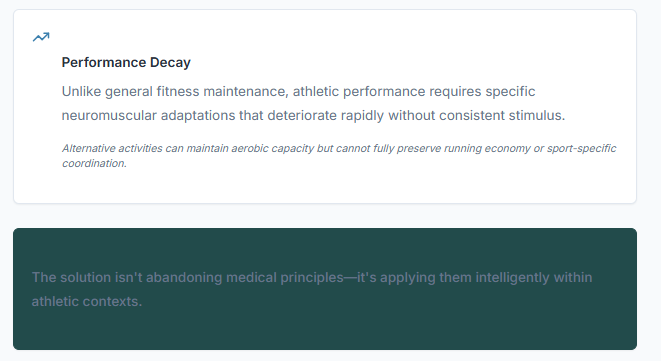 Performance Decay
Unlike general fitness maintenance, athletic performance requires specific
neuromuscular adaptations that deteriorate rapidly without consistent stimulus.
Alternative activities can maintain aerobic capacity but cannot fully preserve running economy or sport-specific
coordination.
The solution isn't abandoning medical principles—it's applying them intelligently within
athletic contexts.